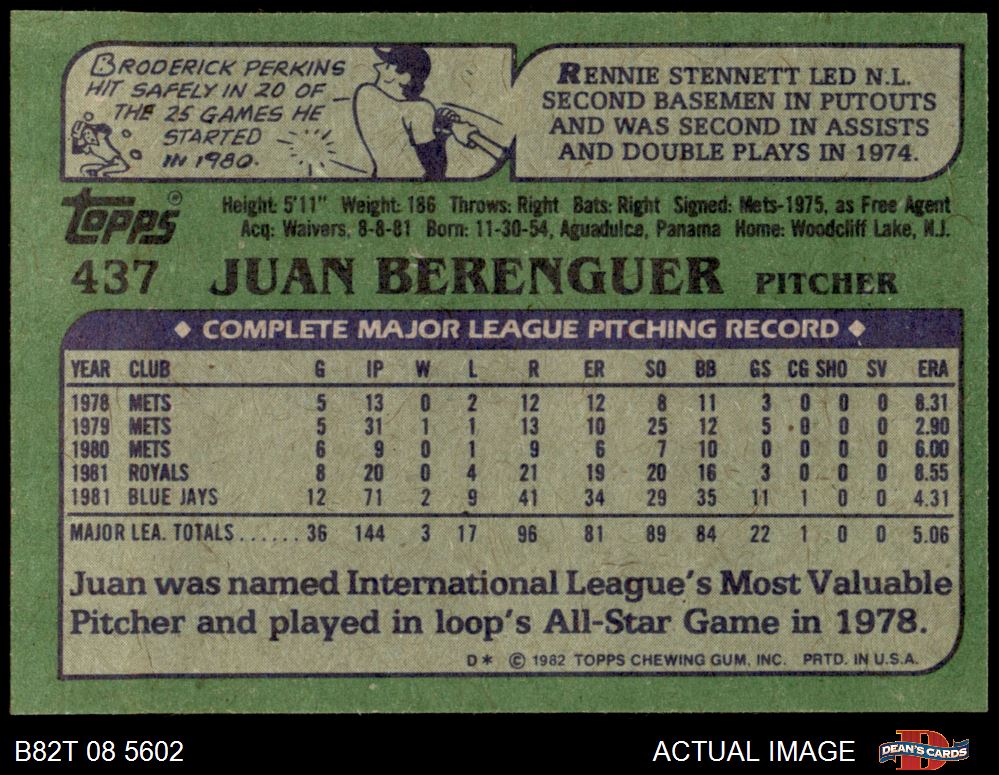 BRODERICK PERKINS
HIT SAFELY IN 20 OF
THE 25 GAMES HE
STARTED
IN 1980.
RENNIE STENNETT LED N.L.
SECOND BASEMEN IN PUTOUTS
AND WAS SECOND IN ASSISTS
AND DOUBLE PLAYS IN 1974.
Topps®
Height: 5'11" Weight: 186 Throws: Right Bats: Right Signed: Mets-1975, as Free Agent
Acq: Waivers, 8-8-81 Born: 11-30-54, Aguadulce, Panama Home: Woodcliff Lake, N.J.
437 JUAN BERENGUER PITCHER
◆ COMPLETE MAJOR LEAGUE PITCHING RECORD ◆
YEAR CLUB G IP W L R ER SO BB GS CG SHO SV ERA
1978 METS 5 13 0 2 12 12 8 11 3 0 0 0 8.31
1979 METS 5 31 1 1 13 10 25 12 5 0 0 0 2.90
1980 METS 6 9 0 1 9 6 7 10 0 0 0 0 6.00
1981 ROYALS 8 20 0 4 21 19 20 16 3 0 0 0 8.55
1981 BLUE JAYS 12 71 2 9 41 34 29 35 11 1 0 0 4.31
MAJOR LEA. TOTALS...... 36 144 3 17 96 81 89 84 22 1 0 0 5.06
Juan was named International League's Most Valuable
Pitcher and played in loop's All-Star Game in 1978.
D* © 1982 TOPPS CHEWING GUM, INC. PRTD. IN U.S.A.
B82T 08 5602 ACTUAL IMAGE D DEAN'S CARDS